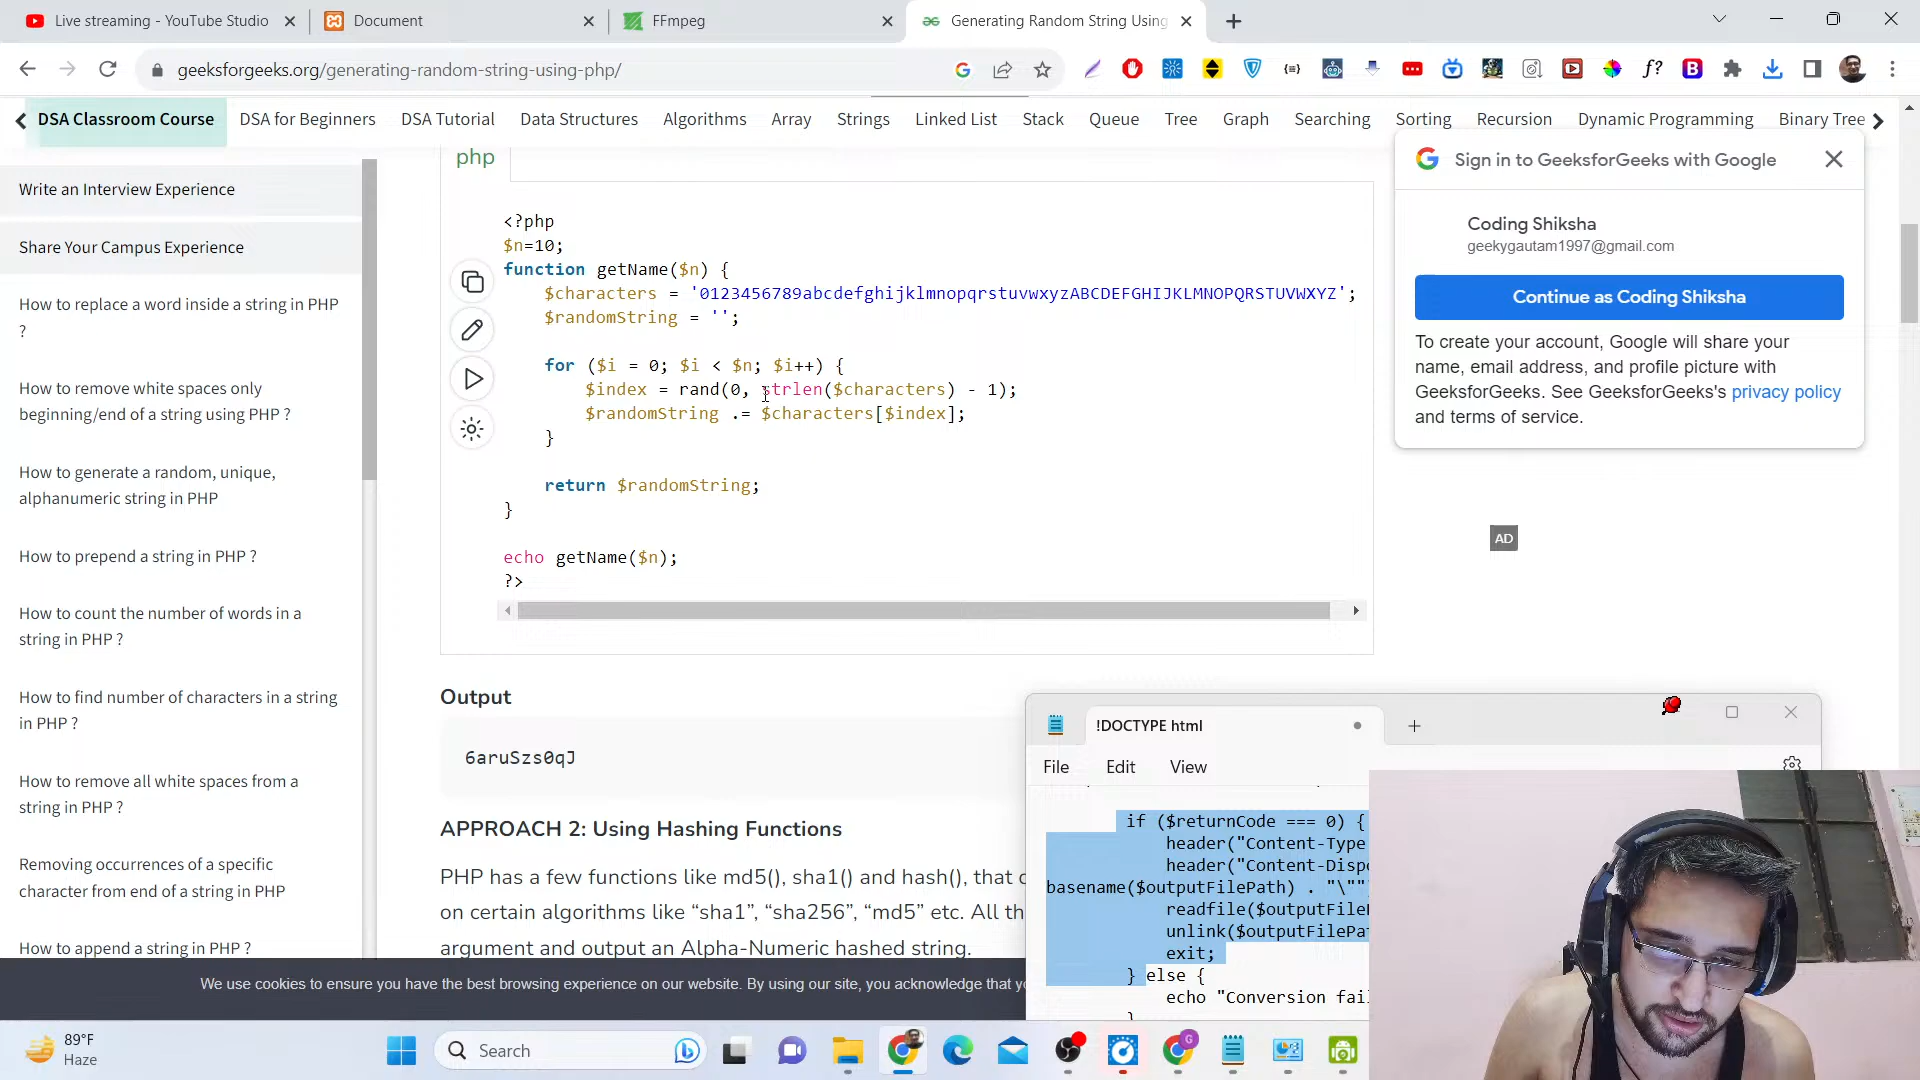 Live streaming - YouTube Studio
Document
FFmpeg
Generating Random String Using
geeksforgeeks.org/generating-random-string-using-php/
DSA Classroom Course
DSA for Beginners
DSA Tutorial
Data Structures
Algorithms
Array
Strings
Linked List
Stack
Queue
Tree
Graph
Searching
Sorting
Recursion
Dynamic Programming
Binary Tree
Write an Interview Experience
Share Your Campus Experience
How to replace a word inside a string in PHP
?
How to remove white spaces only
beginning/end of a string using PHP ?
How to generate a random, unique,
alphanumeric string in PHP
How to prepend a string in PHP ?
How to count the number of words in a
string in PHP ?
How to find number of characters in a string
in PHP ?
How to remove all white spaces from a
string in PHP ?
Removing occurrences of a specific
character from end of a string in PHP
How to append a string in PHP ?
php
<?php
$n=10;
function getName($n) {
    $characters = '0123456789abcdefghijklmnopqrstuvwxyzABCDEFGHIJKLMNOPQRSTUVWXYZ';
    $randomString = '';
    for ($i = 0; $i < $n; $i++) {
        $index = rand(0, strlen($characters) - 1);
        $randomString .= $characters[$index];
    }
    return $randomString;
}
echo getName($n);
?>
Output
6aruSzs0qJ
APPROACH 2: Using Hashing Functions
PHP has a few functions like md5(), sha1() and hash(), that
on certain algorithms like “sha1”, “sha256”, “md5” etc. All
argument and output an Alpha-Numeric hashed string.
Sign in to GeeksforGeeks with Google
Coding Shiksha
geekygautam1997@gmail.com
Continue as Coding Shiksha
To create your account, Google will share your
name, email address, and profile picture with
GeeksforGeeks. See GeeksforGeeks's privacy policy
and terms of service.
AD
!DOCTYPE html
File
Edit
View
if ($returnCode === 0) {
header("Content-Type
header("Content-Disp
basename($outputFilePath) . "\""
readfile($outputFile
unlink($outputFilePa
exit;
} else {
echo "Conversion fai
We use cookies to ensure you have the best browsing experience on our website. By using our site, you acknowledge that
89°F
Haze
Search